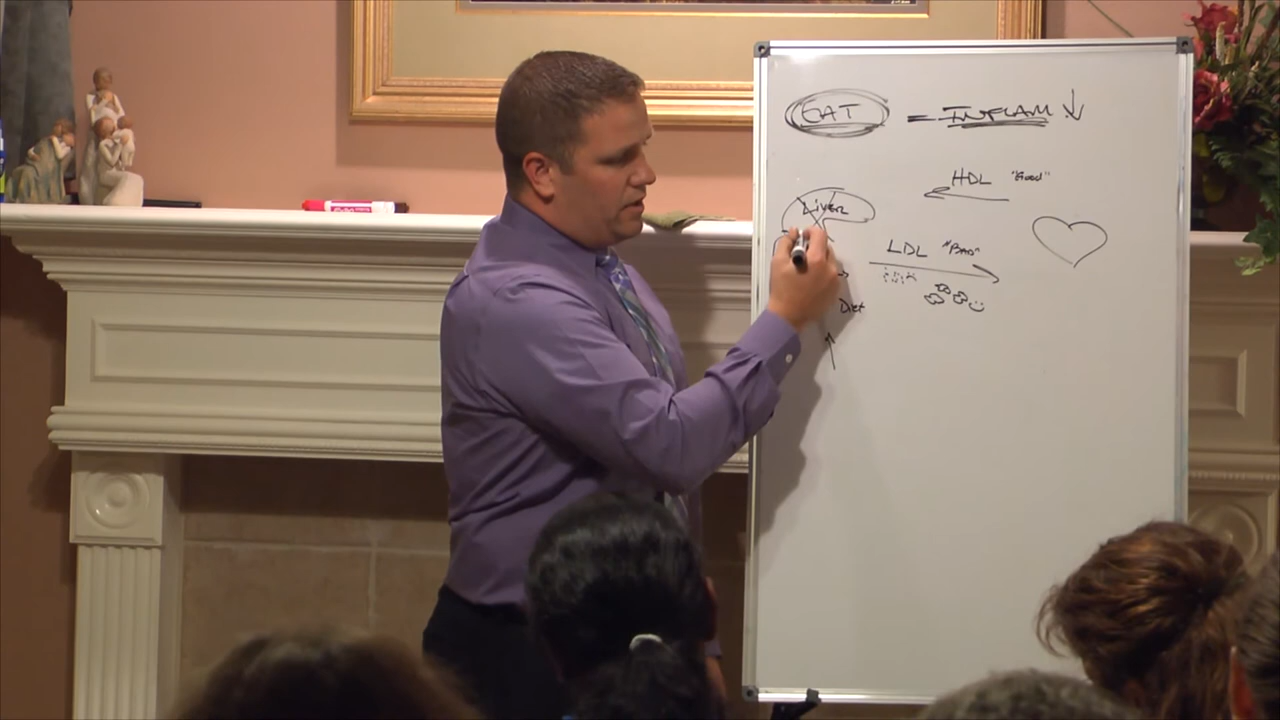 EAT = INFLAM ↓
HDL "Good"
LIVER
LDL "BAD"
Diet